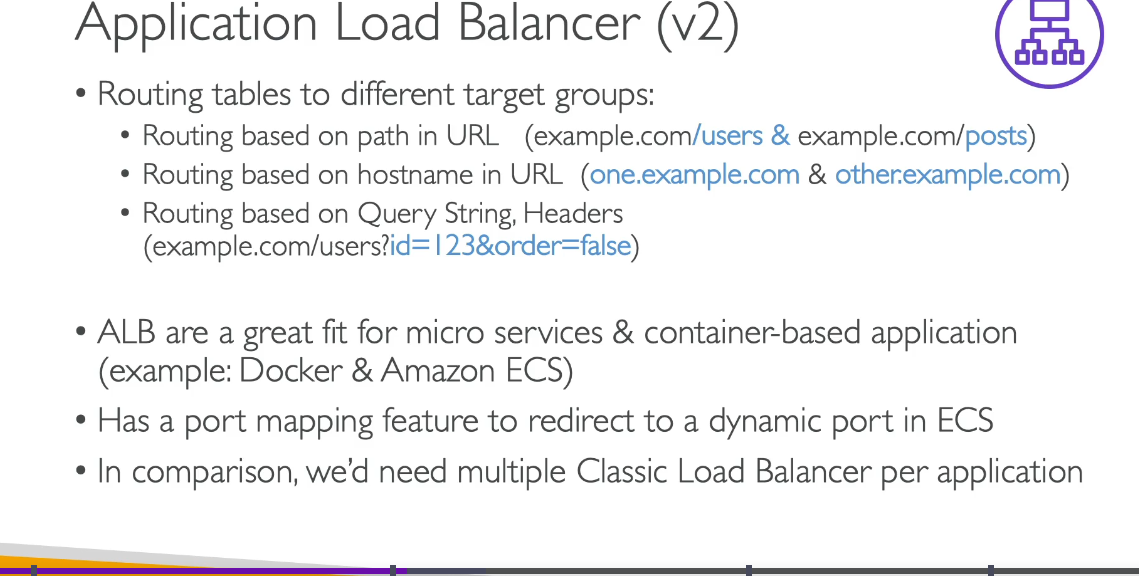 Application Load Balancer (v2)
• Routing tables to different target groups:
• Routing based on path in URL (example.com/users & example.com/posts)
• Routing based on hostname in URL (one.example.com & other.example.com)
• Routing based on Query String, Headers
(example.com/users?id=123&order=false)
• ALB are a great fit for micro services & container-based application
(example: Docker & Amazon ECS)
• Has a port mapping feature to redirect to a dynamic port in ECS
• In comparison, we'd need multiple Classic Load Balancer per application